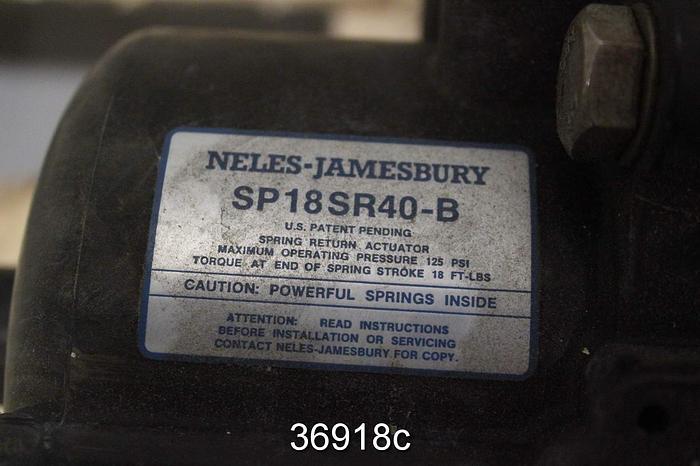 NELES-JAMESBURY
SP18SR40-B
U.S. PATENT PENDING
SPRING RETURN ACTUATOR
MAXIMUM OPERATING PRESSURE 125 PSI
TORQUE AT END OF SPRING STROKE 18 FT-LBS
CAUTION: POWERFUL SPRINGS INSIDE
ATTENTION: READ INSTRUCTIONS
BEFORE INSTALLATION OR SERVICING
CONTACT NELES-JAMESBURY FOR COPY.
36918c